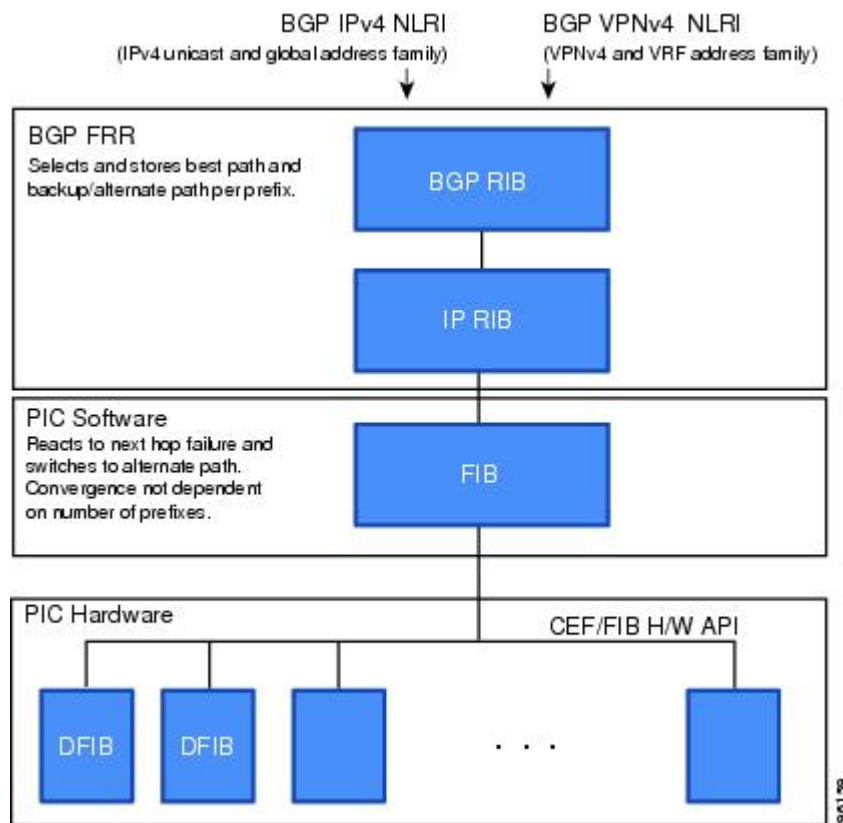 BGP IPv4 NLRI
(IPv4 unicast and global address family)
BGP VPNv4 NLRI
(VPNv4 and VRF address family)
BGP FRR
Selects and stores best path and
backup/alternate path per prefix.
BGP RIB
IP RIB
PIC Software
Reacts to next hop failure and
switches to alternate path.
Convergence not dependent
on number of prefixes.
FIB
PIC Hardware
CEF/FIB H/W API
DFIB
DFIB
. . .